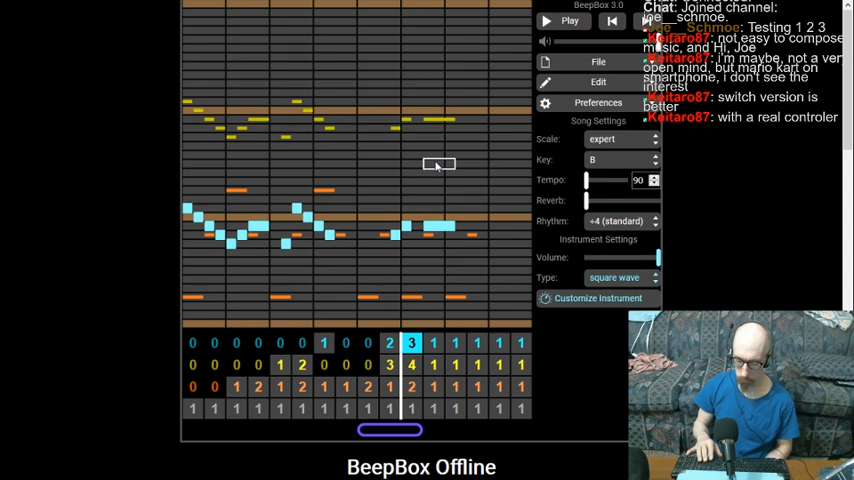 BeepBox 3.0
Play
File
Edit
Preferences
Song Settings
Scale: expert
Key: B
Tempo: 90
Reverb:
Rhythm: ÷4 (standard)
Instrument Settings
Volume:
Type: square wave
Customize Instrument
Chat: Joined channel:
joe__schmoe.
Joe__Schmoe: Testing 1 2 3
Keitaro87: not easy to compose
music, and Hi, Joe
Keitaro87: i'm maybe, not a very
open mind, but mario kart on
smartphone, i don't see the
interest
Keitaro87: switch version is
better
Keitaro87: with a real controler
0 0 0 0 0 0 1 0 0 2 3 1 1 1 1 1
0 0 0 0 1 2 0 0 0 3 4 1 1 1 1 1
0 0 1 2 1 2 1 2 1 1 2 1 1 1 1 1
1 1 1 1 1 1 1 1 1 1 1 1 1 1 1 1
BeepBox Offline